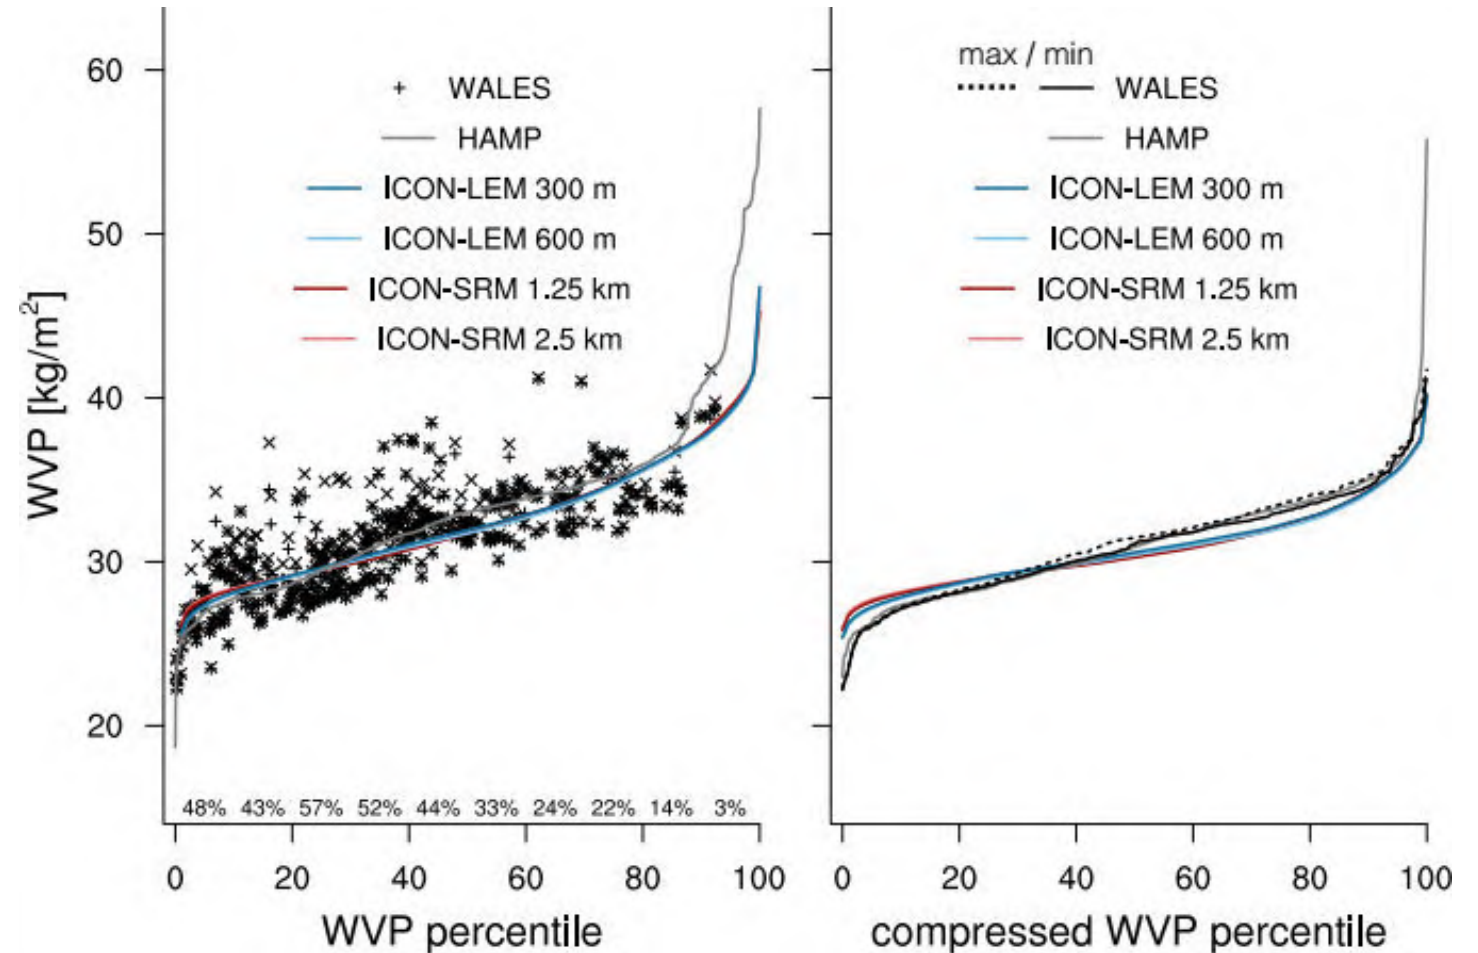 60
50
40
30
20
WVP [kg/m²]
WALES
HAMP
ICON-LEM 300 m
ICON-LEM 600 m
ICON-SRM 1.25 km
ICON-SRM 2.5 km
48% 43% 57% 52% 44% 33% 24% 22% 14% 3%
0 20 40 60 80 100
WVP percentile
max / min
WALES
HAMP
ICON-LEM 300 m
ICON-LEM 600 m
ICON-SRM 1.25 km
ICON-SRM 2.5 km
0 20 40 60 80 100
compressed WVP percentile